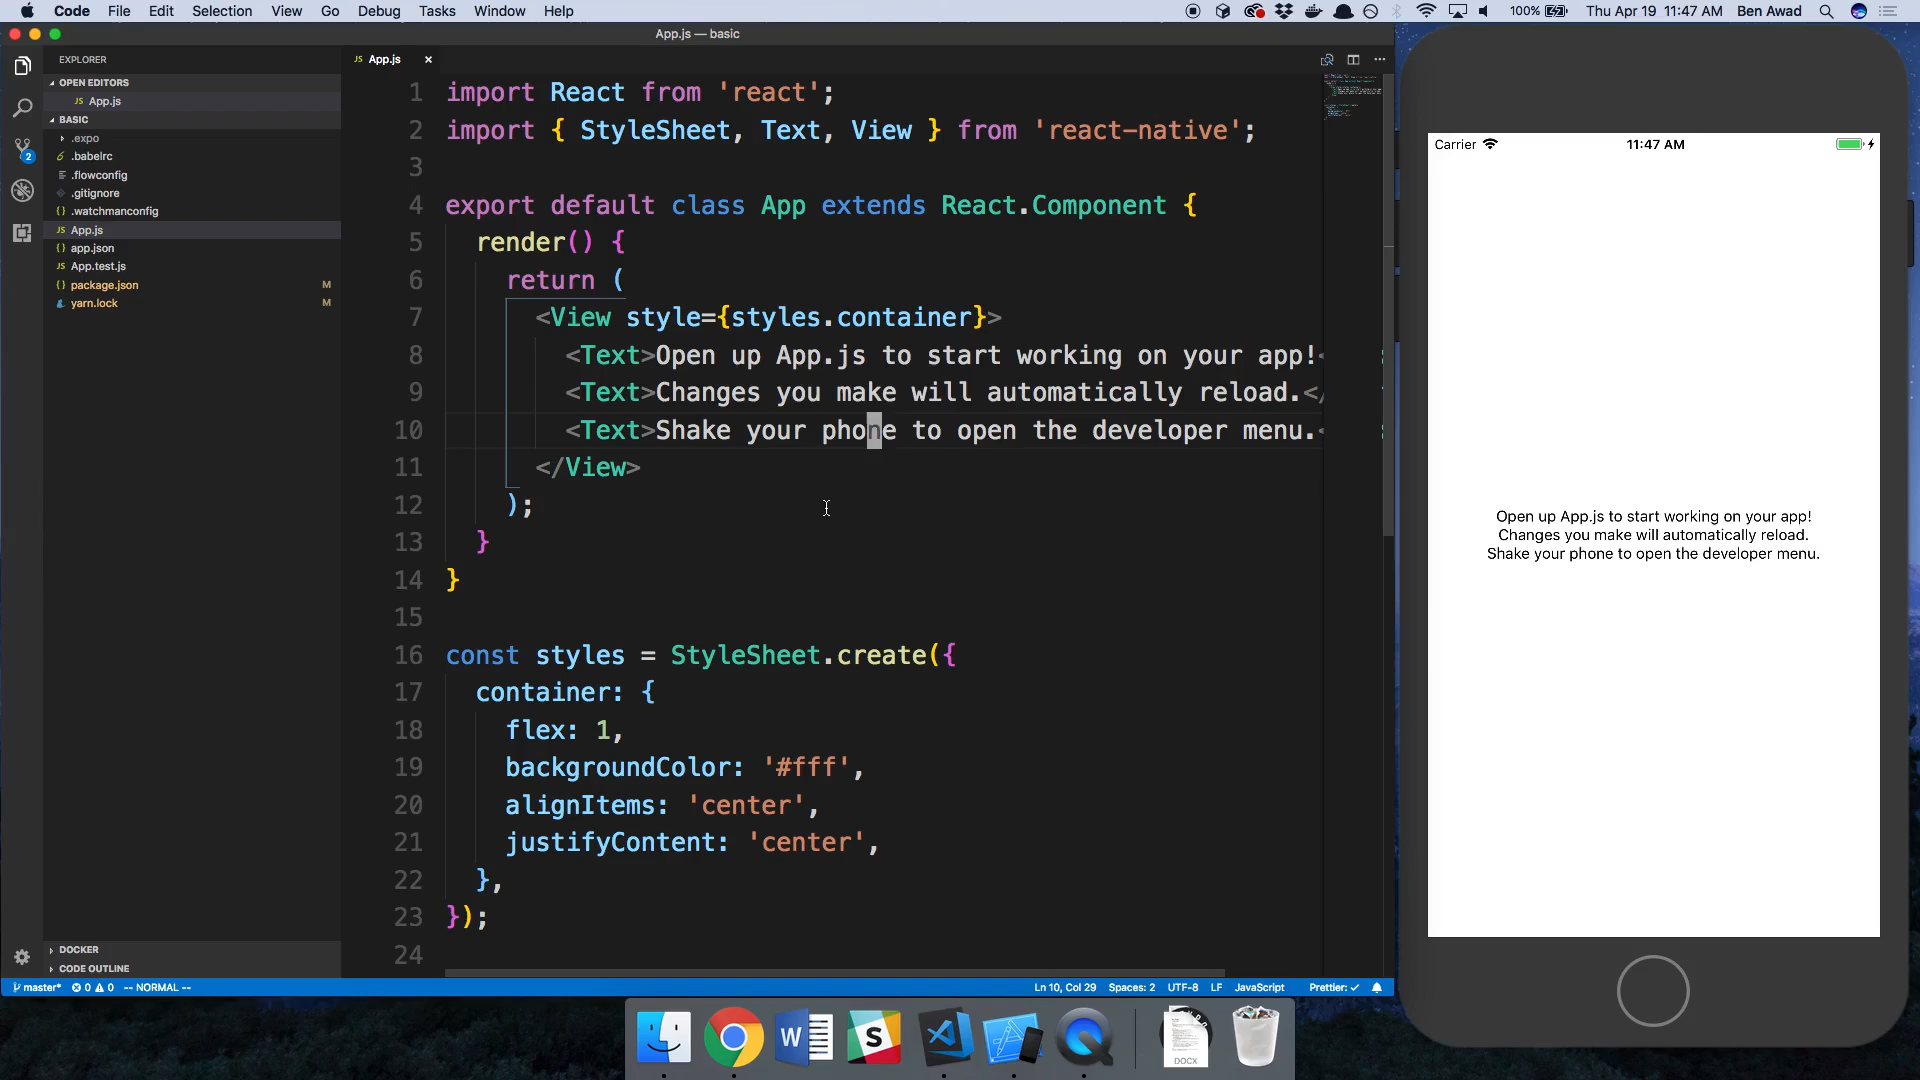 Code File Edit Selection View Go Debug Tasks Window Help
100% Thu Apr 19 11:47 AM Ben Awad
App.js — basic
EXPLORER
OPEN EDITORS
JS App.js
BASIC
.expo
.babelrc
.flowconfig
.gitignore
{} .watchmanconfig
JS App.js
{} app.json
JS App.test.js
{} package.json M
yarn.lock M
2
DOCKER
CODE OUTLINE
JS App.js ×
1 import React from 'react';
2 import { StyleSheet, Text, View } from 'react-native';
3
4 export default class App extends React.Component {
5 render() {
6 return (
7 <View style={styles.container}>
8 <Text>Open up App.js to start working on your app!<
9 <Text>Changes you make will automatically reload.</
10 <Text>Shake your phone to open the developer menu.<
11 </View>
12 );
13 }
14 }
15
16 const styles = StyleSheet.create({
17 container: {
18 flex: 1,
19 backgroundColor: '#fff',
20 alignItems: 'center',
21 justifyContent: 'center',
22 },
23 });
24
master* 0 0 -- NORMAL --
Ln 10, Col 29 Spaces: 2 UTF-8 LF JavaScript Prettier: ✓
Carrier 11:47 AM
Open up App.js to start working on your app!
Changes you make will automatically reload.
Shake your phone to open the developer menu.
W
S
DOCX